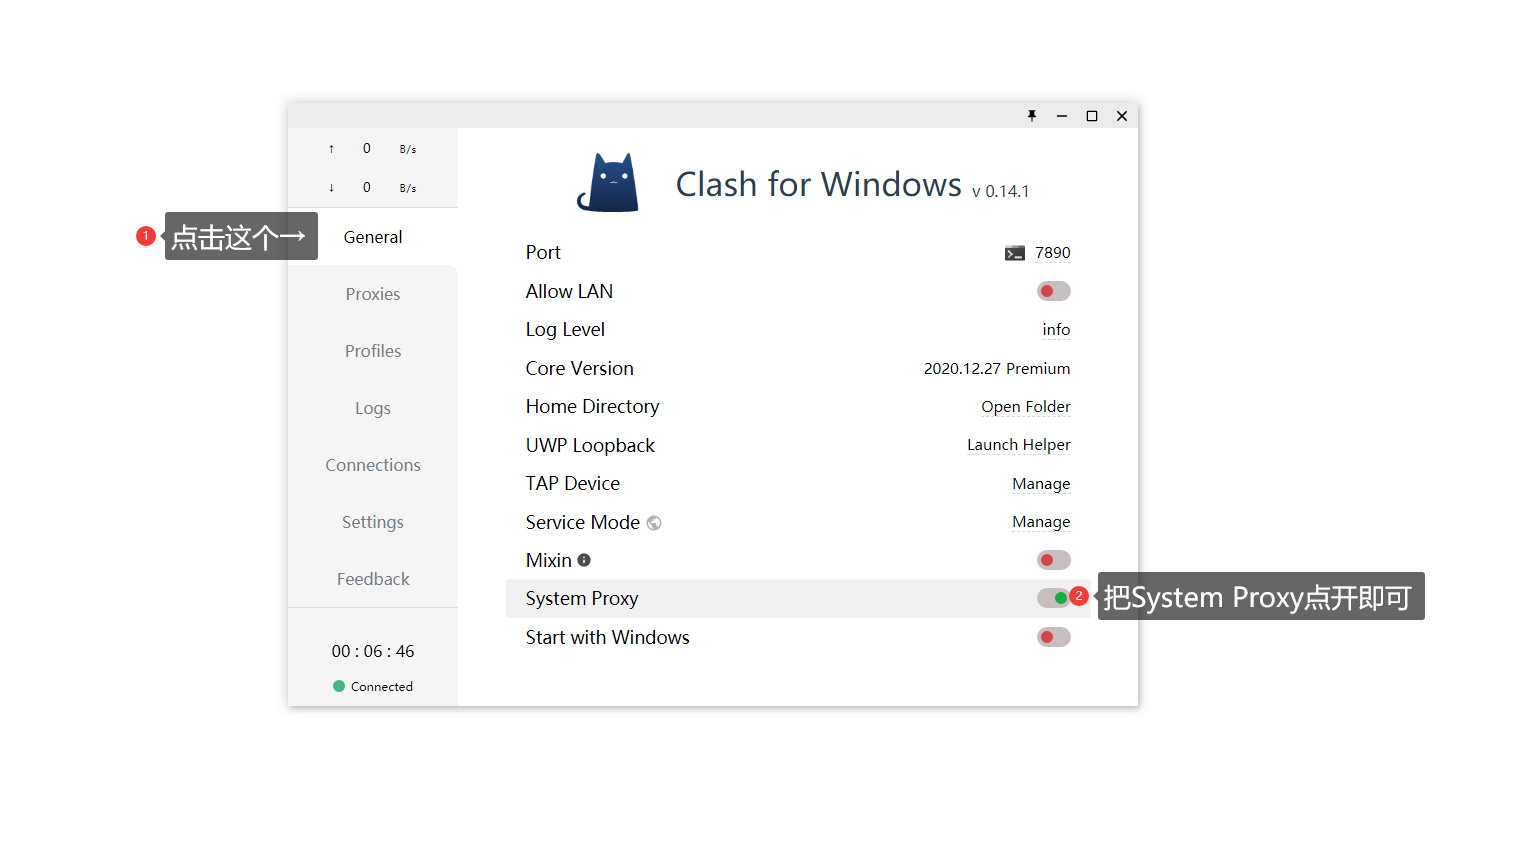 ↑ 0 B/s
↓ 0 B/s
1 点击这个→
General
Proxies
Profiles
Logs
Connections
Settings
Feedback
00 : 06 : 46
Connected
Clash for Windows v 0.14.1
Port 7890
Allow LAN
Log Level info
Core Version 2020.12.27 Premium
Home Directory Open Folder
UWP Loopback Launch Helper
TAP Device Manage
Service Mode Manage
Mixin
System Proxy 2 把System Proxy点开即可
Start with Windows